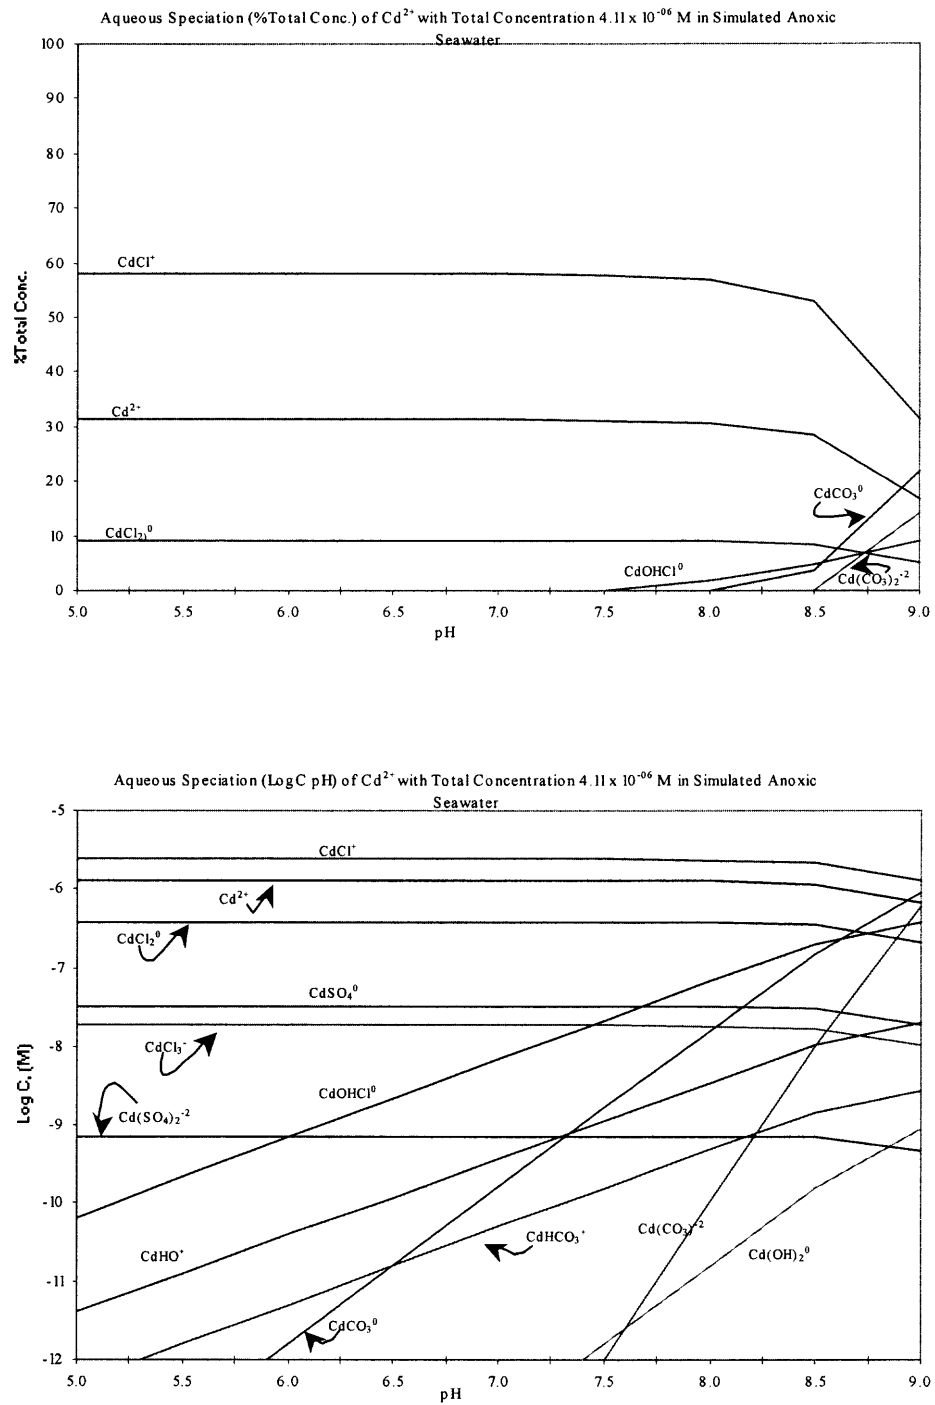 Aqueous Speciation (%Total Conc.) of Cd²⁺ with Total Concentration 4.11 x 10⁻⁰⁶ M in Simulated Anoxic
Seawater
100
90
80
70
60
50
40
30
20
10
0
%Total Conc.
CdCl⁺
Cd²⁺
CdCl₂₎⁰
CdCO₃⁰
CdOHCl⁰
Cd(CO₃)₂⁻²
5.0 5.5 6.0 6.5 7.0 7.5 8.0 8.5 9.0
pH
Aqueous Speciation (Log C pH) of Cd²⁺ with Total Concentration 4.11 x 10⁻⁰⁶ M in Simulated Anoxic
Seawater
-5
-6
-7
-8
-9
-10
-11
-12
Log C, (M)
CdCl⁺
Cd²⁺
CdCl₂⁰
CdSO₄⁰
CdCl₃⁻
CdOHCl⁰
Cd(SO₄)₂⁻²
Cd(CO₃)⁻²
CdHCO₃⁺
Cd(OH)₂⁰
CdHO⁺
CdCO₃⁰
5.0 5.5 6.0 6.5 7.0 7.5 8.0 8.5 9.0
pH